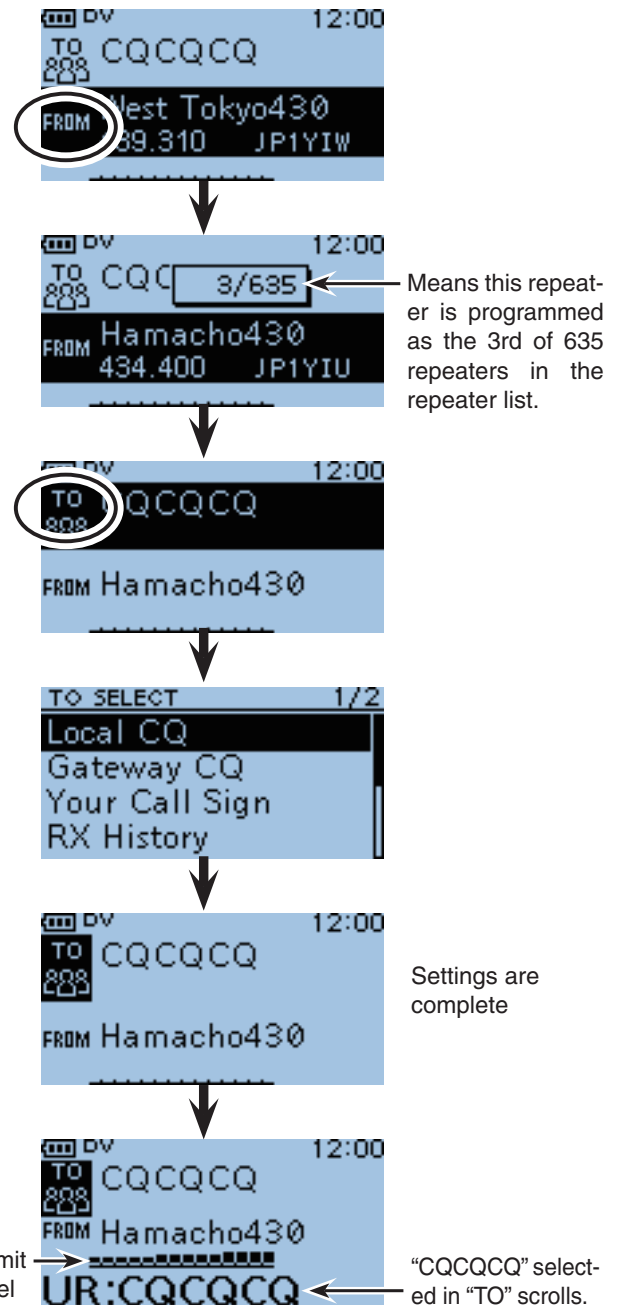 DV 12:00
TO CQCQCQ
FROM West Tokyo430
439.310 JP1YIW
DV 12:00
TO CQC 3/635
FROM Hamacho430
434.400 JP1YIU
Means this repeat-
er is programmed
as the 3rd of 635
repeaters in the
repeater list.
DV 12:00
TO CQCQCQ
FROM Hamacho430
TO SELECT 1/2
Local CQ
Gateway CQ
Your Call Sign
RX History
DV 12:00
TO CQCQCQ
FROM Hamacho430
Settings are
complete
DV 12:00
TO CQCQCQ
FROM Hamacho430
UR:CQCQCQ
“CQCQCQ” select-
ed in “TO” scrolls.